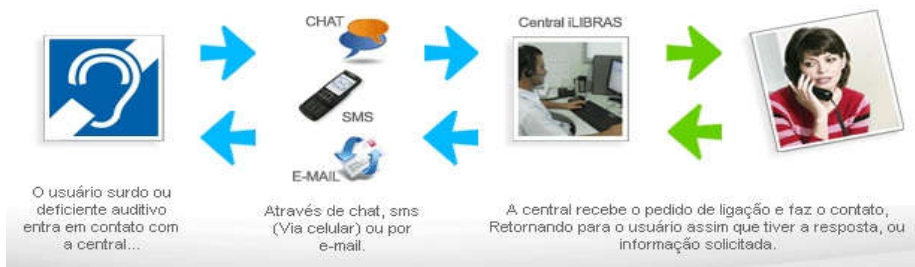 CHAT
SMS
E-MAIL
Central iLIBRAS
O usuário surdo ou
deficiente auditivo
entra em contato com
a central...
Através de chat, sms
(Via celular) ou por
e-mail.
A central recebe o pedido de ligação e faz o contato,
Retornando para o usuário assim que tiver a resposta, ou
informação solicitada.